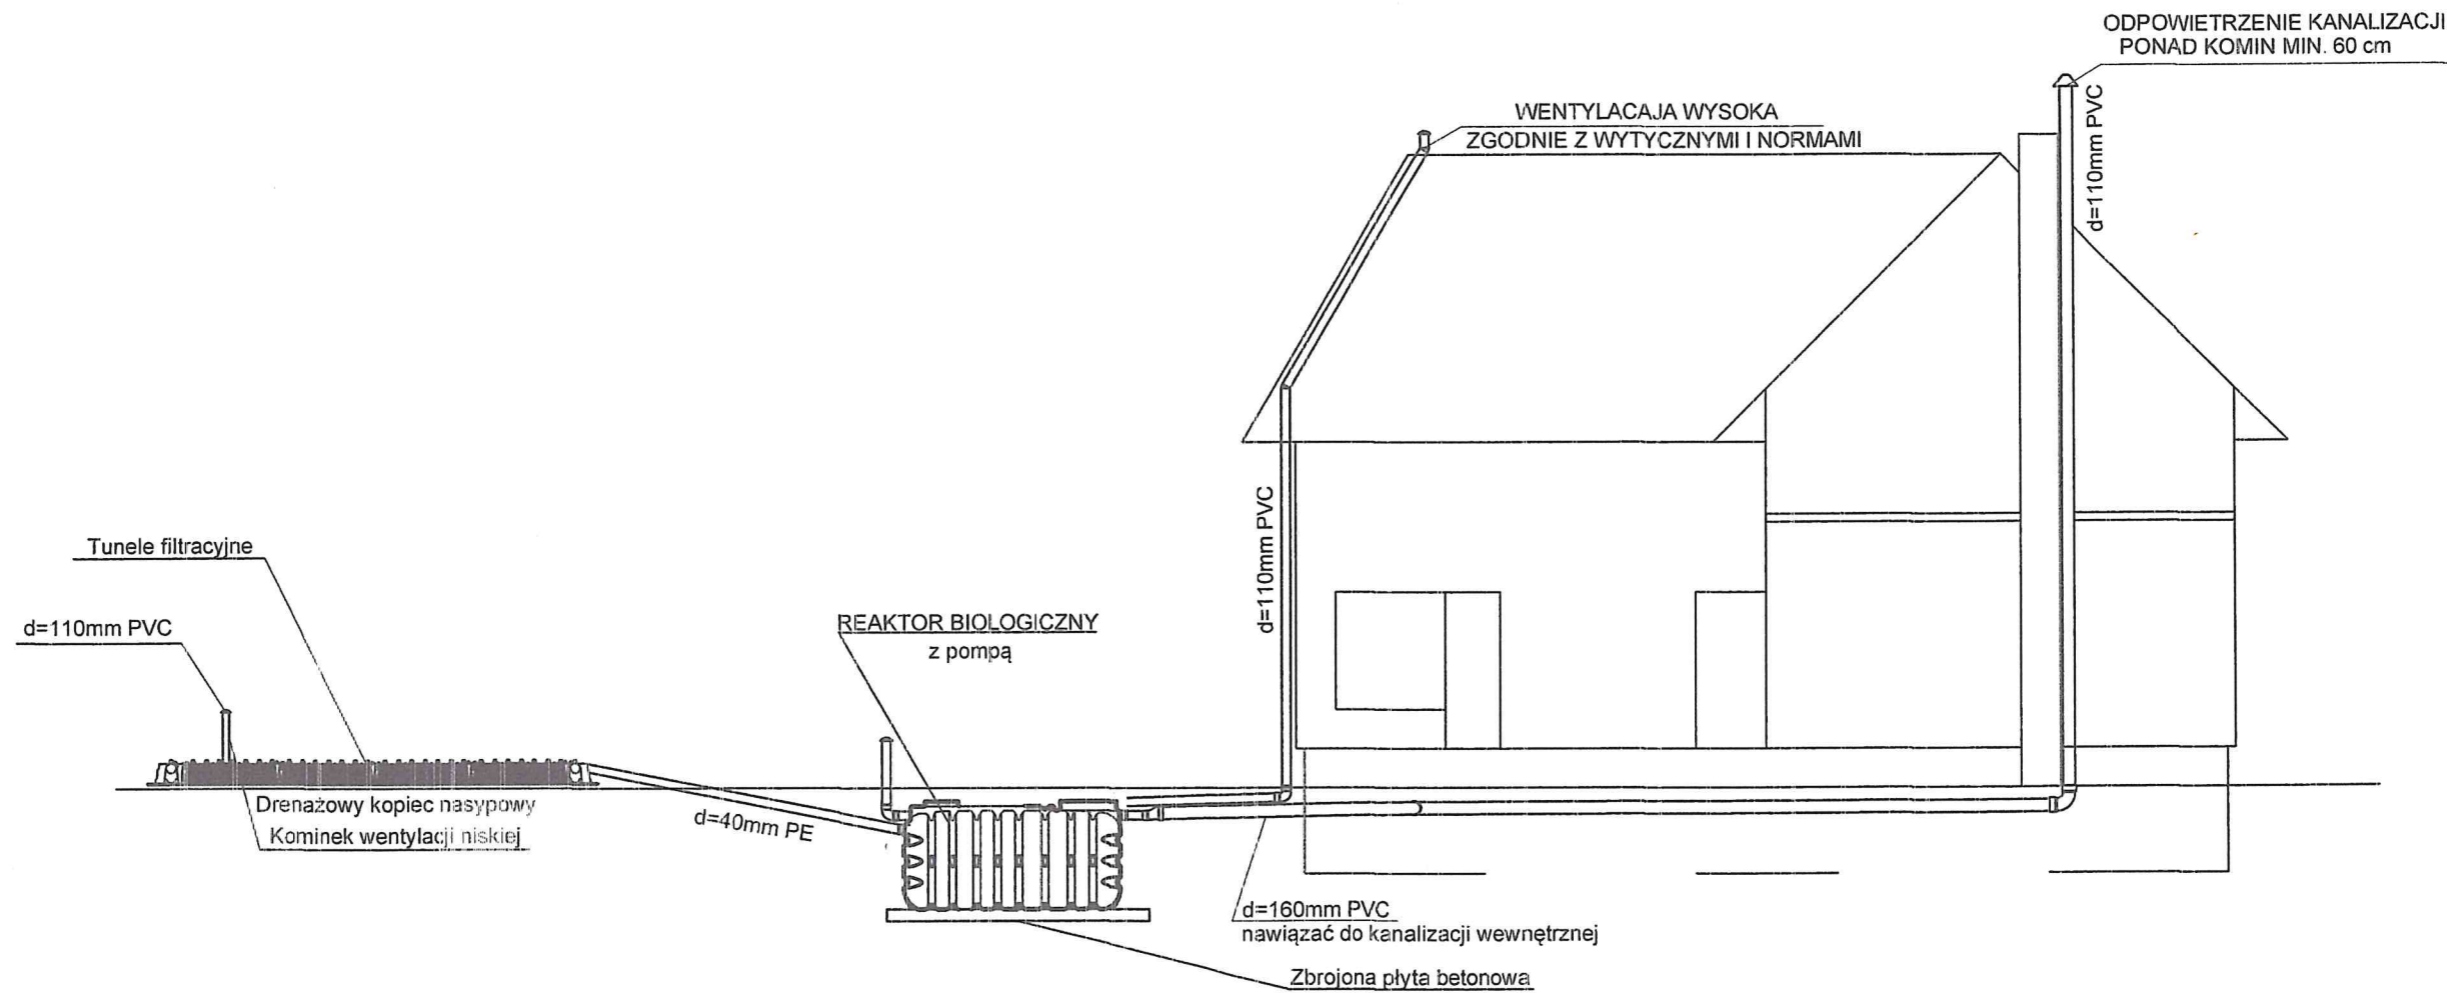 ODPOWIETRZENIE KANALIZACJI
PONAD KOMIN MIN. 60 cm
d=110mm PVC
WENTYLACAJA WYSOKA
ZGODNIE Z WYTYCZNYMI I NORMAMI
d=110mm PVC
Tunele filtracyjne
d=110mm PVC
REAKTOR BIOLOGICZNY
z pompą
Drenażowy kopiec nasypowy
Kominek wentylacji niskiej
d=40mm PE
d=160mm PVC
nawiązać do kanalizacji wewnętrznej
Zbrojona płyta betonowa